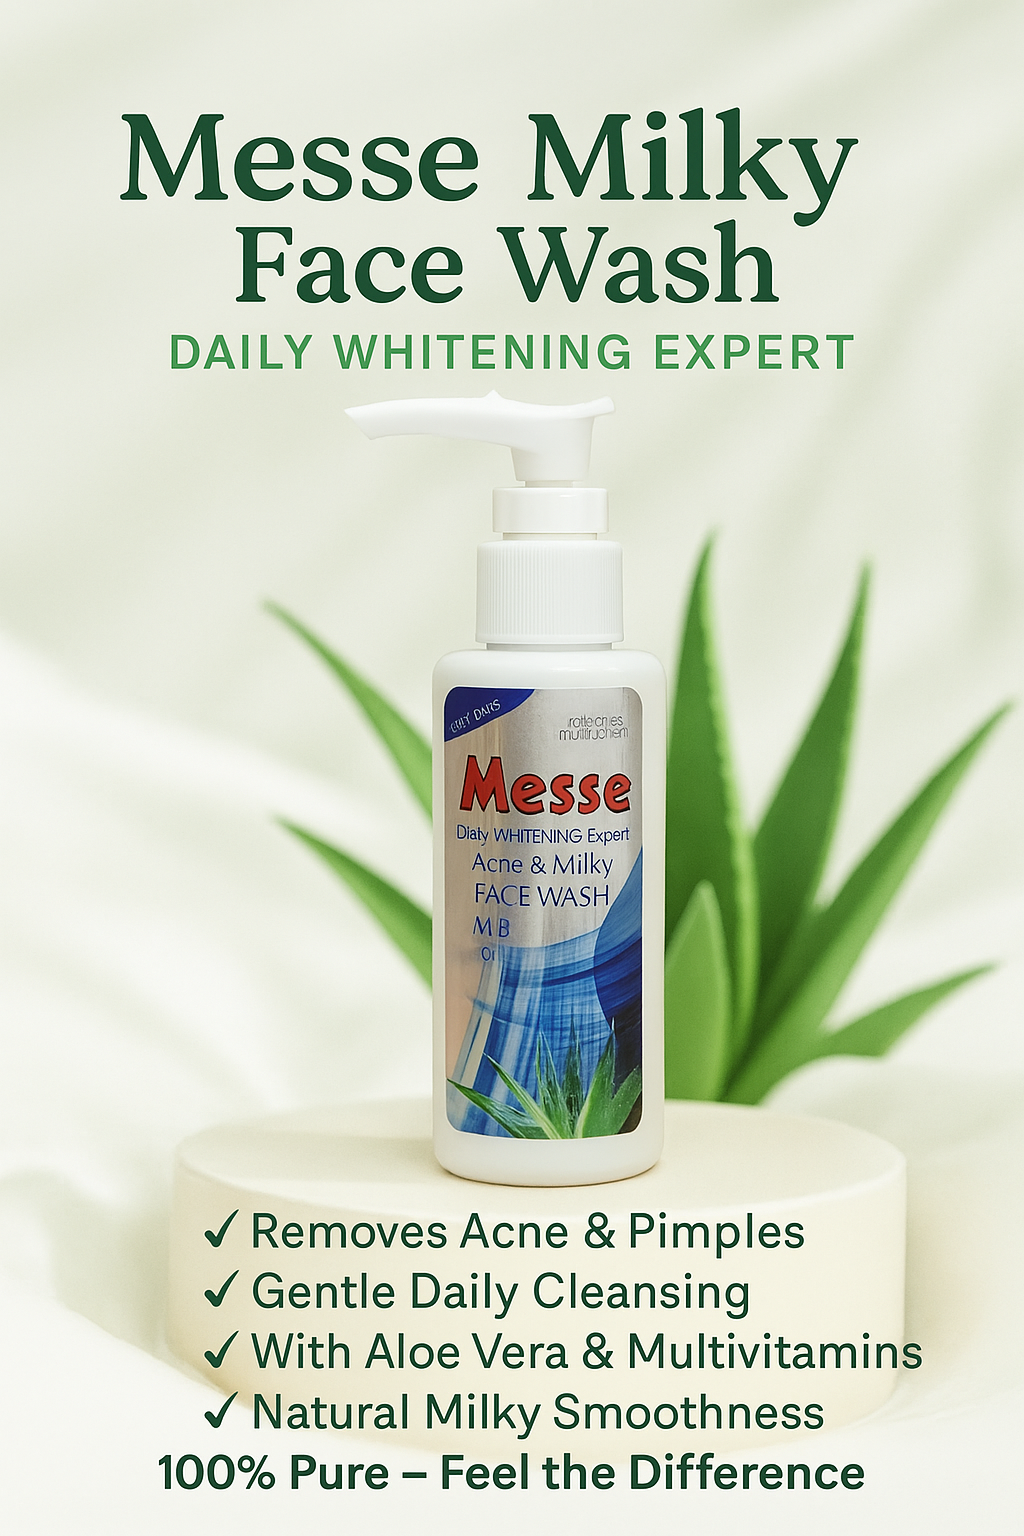 Messe Milky
Face Wash
DAILY WHITENING EXPERT
Messe
Diaty WHITENING Expert
Acne & Milky
FACE WASH
M B
✓ Removes Acne & Pimples
✓ Gentle Daily Cleansing
✓ With Aloe Vera & Multivitamins
✓ Natural Milky Smoothness
100% Pure – Feel the Difference